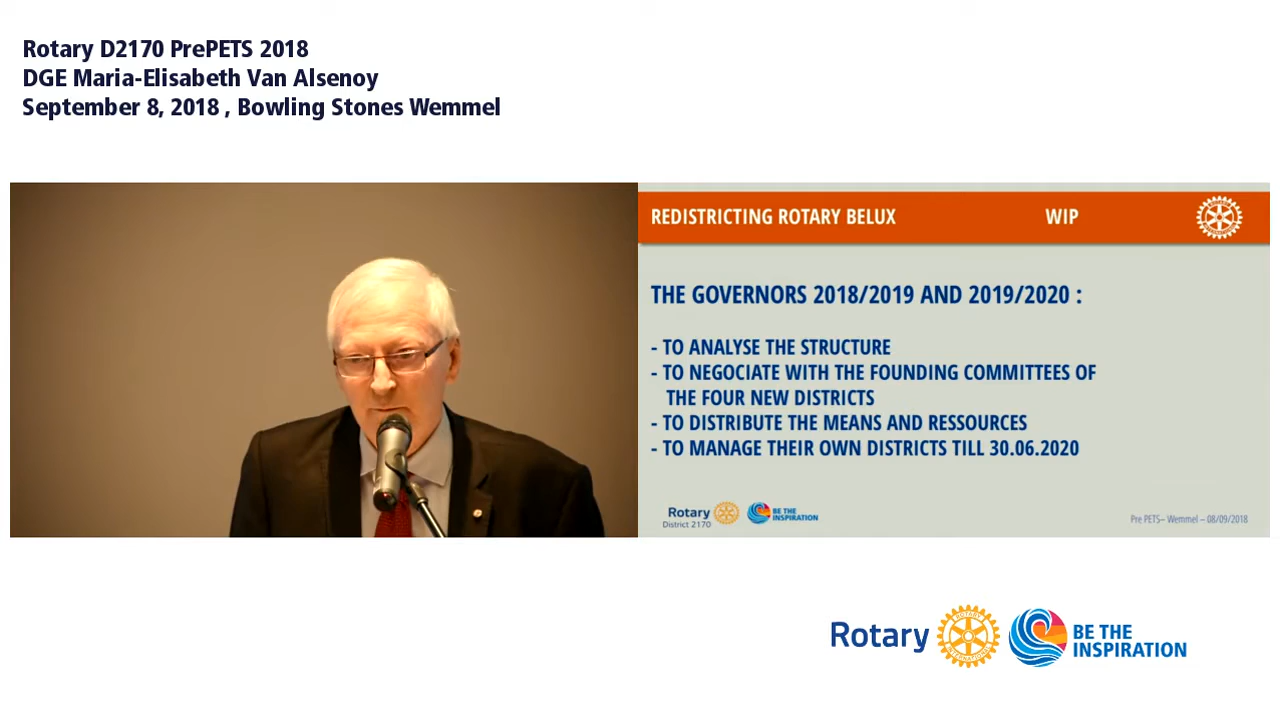 Rotary D2170 PrePETS 2018
DGE Maria-Elisabeth Van Alsenoy
September 8, 2018 , Bowling Stones Wemmel
REDISTRICTING ROTARY BELUX WIP
THE GOVERNORS 2018/2019 AND 2019/2020 :
- TO ANALYSE THE STRUCTURE
- TO NEGOCIATE WITH THE FOUNDING COMMITTEES OF
THE FOUR NEW DISTRICTS
- TO DISTRIBUTE THE MEANS AND RESSOURCES
- TO MANAGE THEIR OWN DISTRICTS TILL 30.06.2020
Rotary
District 2170
BE THE
INSPIRATION
Pre PETS– Wemmel – 08/09/2018
Rotary
ROTARY
INTERNATIONAL
BE THE
INSPIRATION